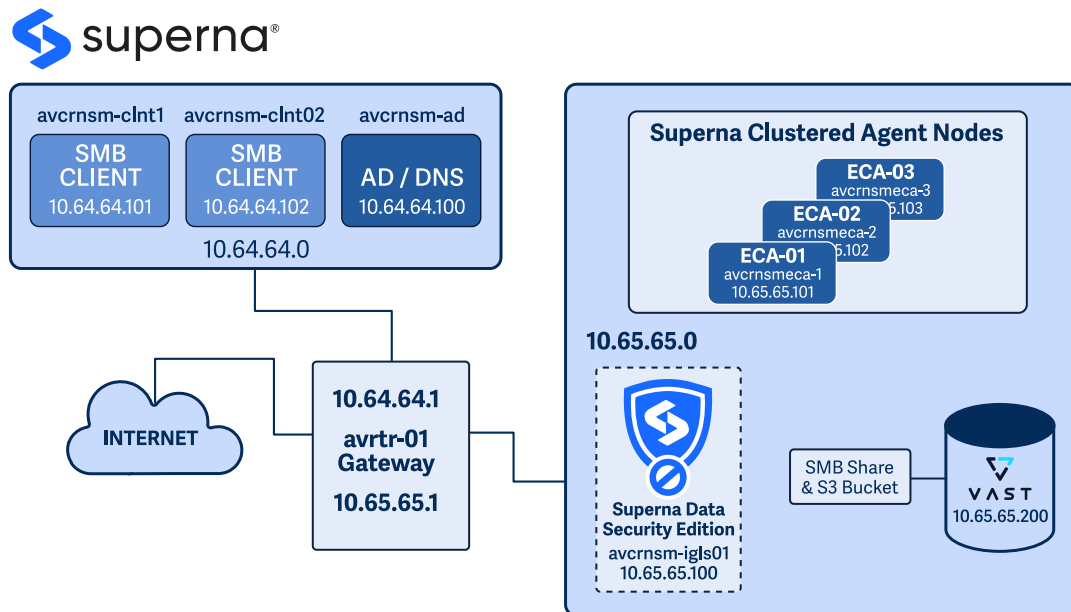 superna®
avcrnsm-clnt1
avcrnsm-clnt02
avcrnsm-ad
SMB
CLIENT
10.64.64.101
SMB
CLIENT
10.64.64.102
AD / DNS
10.64.64.100
10.64.64.0
INTERNET
10.64.64.1
avrtr-01
Gateway
10.65.65.1
Superna Clustered Agent Nodes
ECA-03
avcrnsmeca-3
5.103
ECA-02
avcrnsmeca-2
5.102
ECA-01
avcrnsmeca-1
10.65.65.101
10.65.65.0
Superna Data
Security Edition
avcrnsm-igls01
10.65.65.100
SMB Share
& S3 Bucket
VAST
10.65.65.200